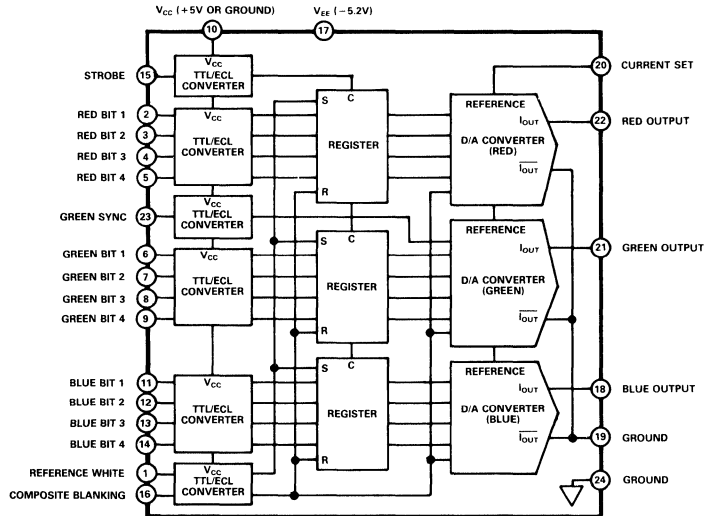 VCC (+5V OR GROUND) VEE (−5.2V)
10 17
STROBE 15 VCC TTL/ECL CONVERTER 20 CURRENT SET
RED BIT 1 2
RED BIT 2 3
RED BIT 3 4
RED BIT 4 5
VCC
TTL/ECL
CONVERTER
S C
REGISTER
R
REFERENCE
IOUT
D/A CONVERTER
(RED)
IOUT
22 RED OUTPUT
GREEN SYNC 23
VCC
TTL/ECL
CONVERTER
GREEN BIT 1 6
GREEN BIT 2 7
GREEN BIT 3 8
GREEN BIT 4 9
VCC
TTL/ECL
CONVERTER
S C
REGISTER
R
REFERENCE
IOUT
D/A CONVERTER
(GREEN)
IOUT
21 GREEN OUTPUT
BLUE BIT 1 11
BLUE BIT 2 12
BLUE BIT 3 13
BLUE BIT 4 14
VCC
TTL/ECL
CONVERTER
S C
REGISTER
R
REFERENCE
IOUT
D/A CONVERTER
(BLUE)
IOUT
18 BLUE OUTPUT
19 GROUND
REFERENCE WHITE 1
COMPOSITE BLANKING 16
VCC
TTL/ECL
CONVERTER
24 GROUND